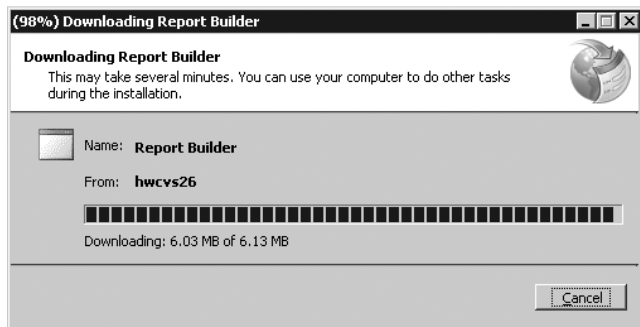 (98%) Downloading Report Builder
Downloading Report Builder
This may take several minutes. You can use your computer to do other tasks
during the installation.
Name: Report Builder
From: hwcvs26
Downloading: 6.03 MB of 6.13 MB
Cancel